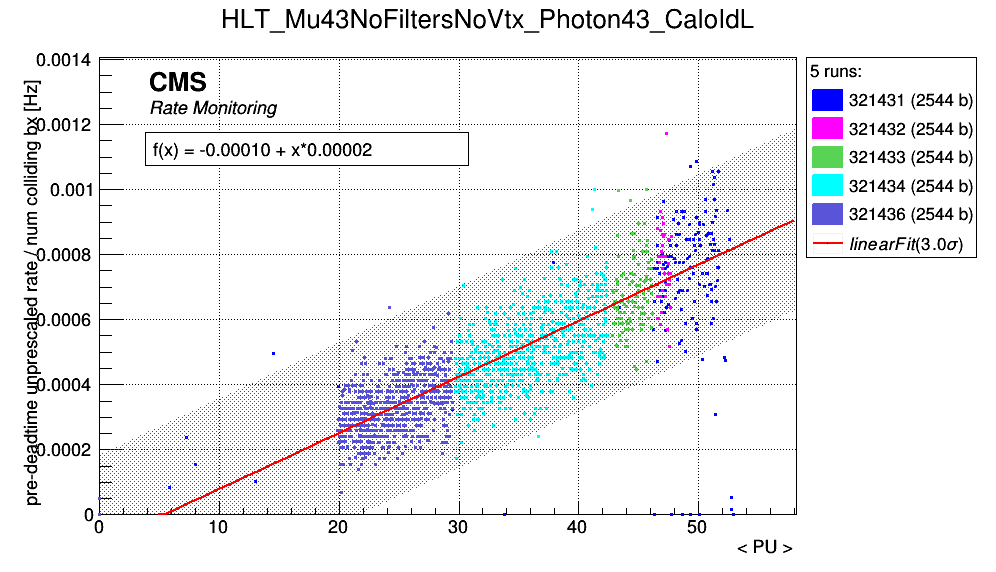 HLT_Mu43NoFiltersNoVtx_Photon43_CaloIdL
pre-deadtime unprescaled rate / num colliding bx [Hz]
0.0014
0.0012
0.001
0.0008
0.0006
0.0004
0.0002
0
CMS
Rate Monitoring
f(x) = -0.00010 + x*0.00002
0 10 20 30 40 50
< PU >
5 runs:
321431 (2544 b)
321432 (2544 b)
321433 (2544 b)
321434 (2544 b)
321436 (2544 b)
linearFit(3.0σ)